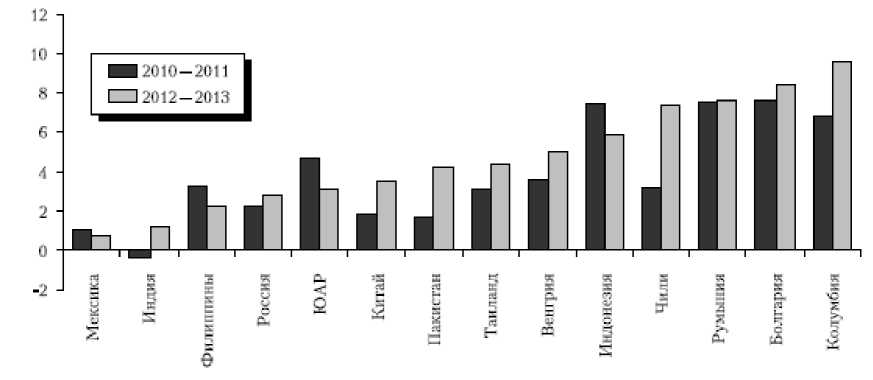 12
10
8
6
4
2
0
-2
2010—2011
2012—2013
Мексика
Индия
Филиппины
Россия
ЮАР
Китай
Пакистан
Таиланд
Венгрия
Индонезия
Чили
Румыния
Болгария
Колумбия